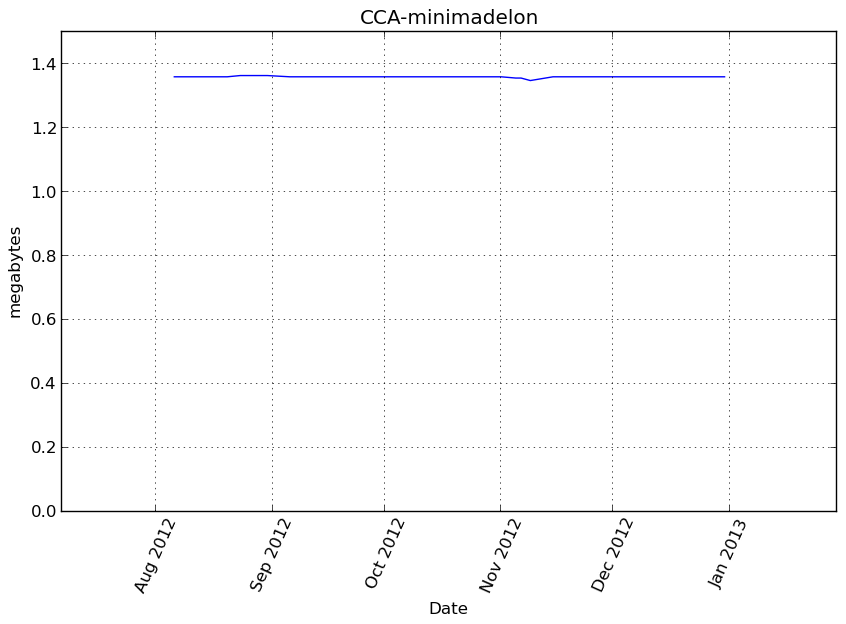 CCA-minimadelon
1.4
1.2
1.0
0.8
0.6
0.4
0.2
0.0
megabytes
Aug 2012
Sep 2012
Oct 2012
Nov 2012
Dec 2012
Jan 2013
Date